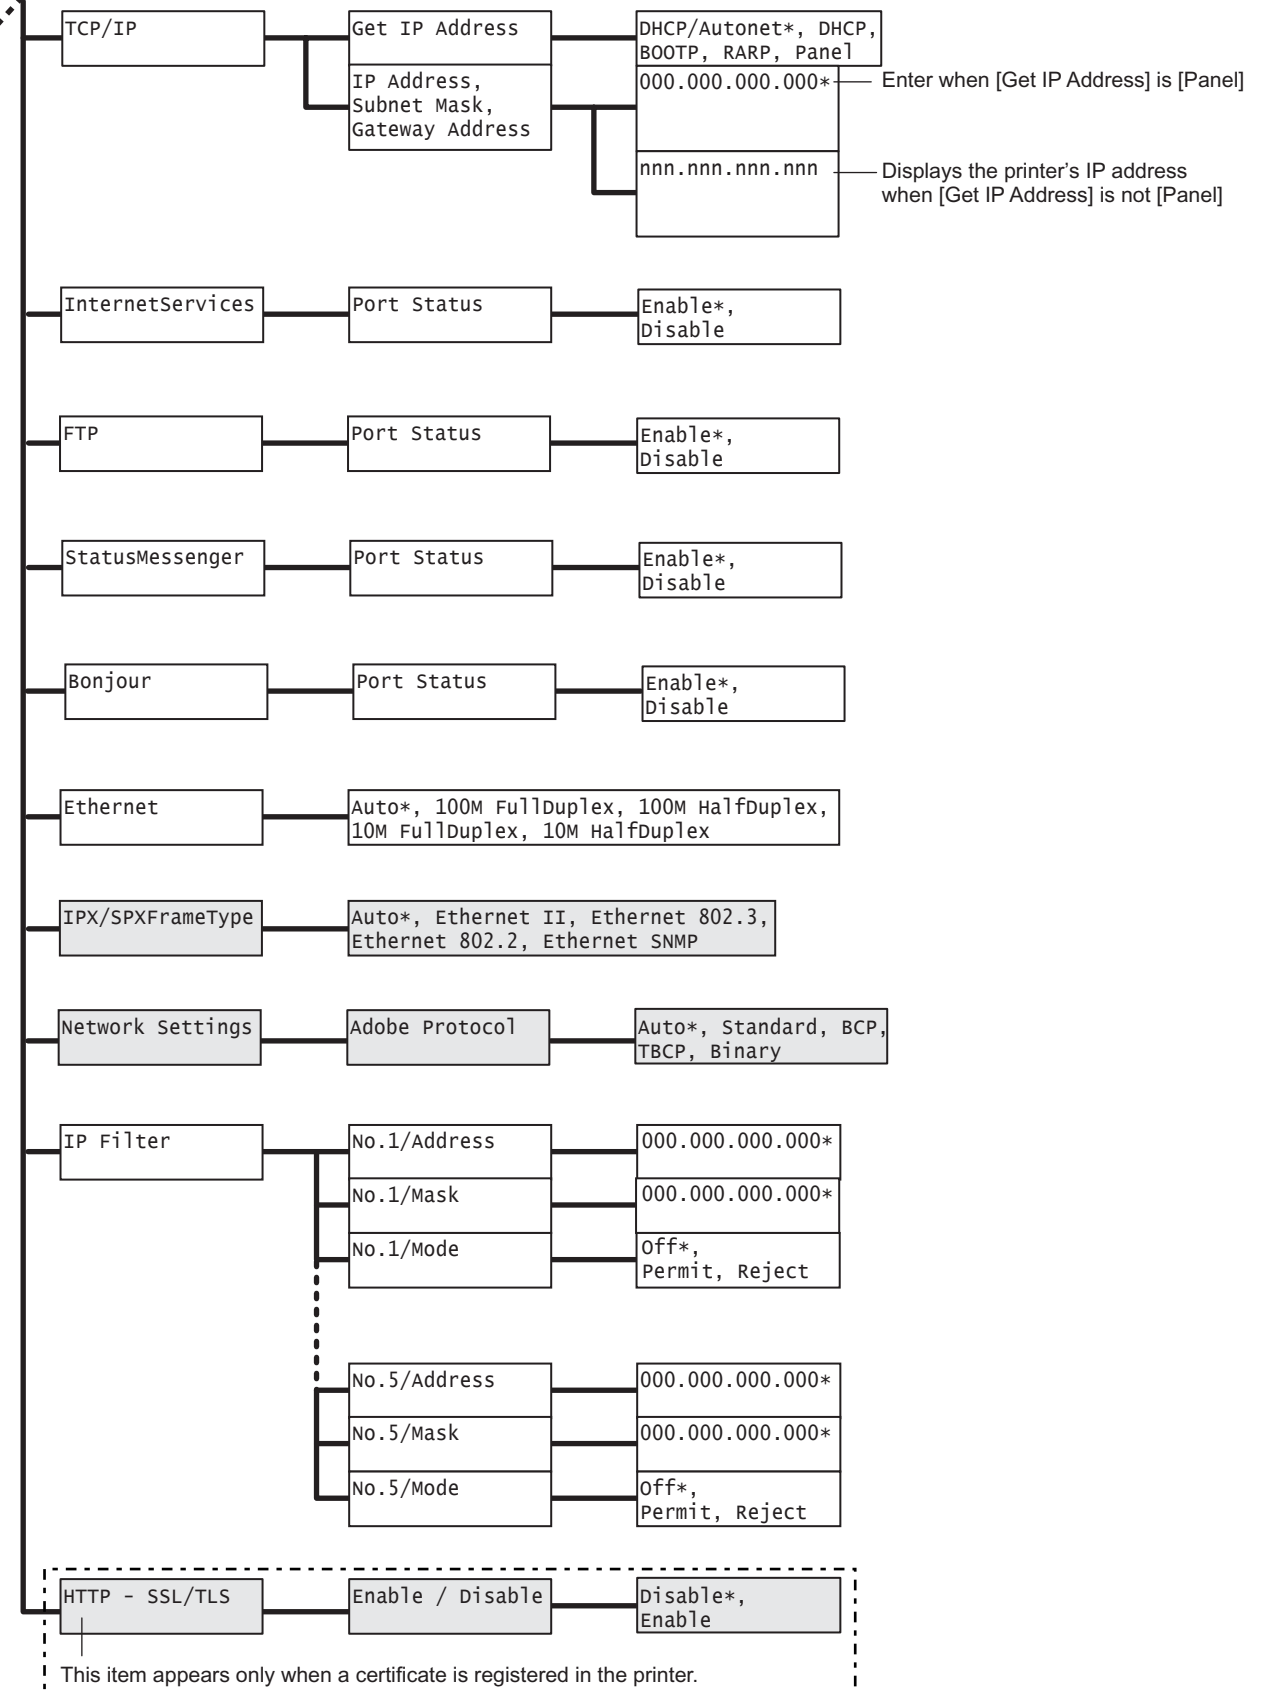 TCP/IP
Get IP Address
DHCP/Autonet*, DHCP,
BOOTP, RARP, Panel
IP Address,
Subnet Mask,
Gateway Address
000.000.000.000*
Enter when [Get IP Address] is [Panel]
nnn.nnn.nnn.nnn
Displays the printer's IP address
when [Get IP Address] is not [Panel]
InternetServices
Port Status
Enable*,
Disable
FTP
Port Status
Enable*,
Disable
StatusMessenger
Port Status
Enable*,
Disable
Bonjour
Port Status
Enable*,
Disable
Ethernet
Auto*, 100M FullDuplex, 100M HalfDuplex,
10M FullDuplex, 10M HalfDuplex
IPX/SPXFrameType
Auto*, Ethernet II, Ethernet 802.3,
Ethernet 802.2, Ethernet SNMP
Network Settings
Adobe Protocol
Auto*, Standard, BCP,
TBCP, Binary
IP Filter
No.1/Address
000.000.000.000*
No.1/Mask
000.000.000.000*
No.1/Mode
Off*,
Permit, Reject
No.5/Address
000.000.000.000*
No.5/Mask
000.000.000.000*
No.5/Mode
Off*,
Permit, Reject
HTTP - SSL/TLS
Enable / Disable
Disable*,
Enable
This item appears only when a certificate is registered in the printer.